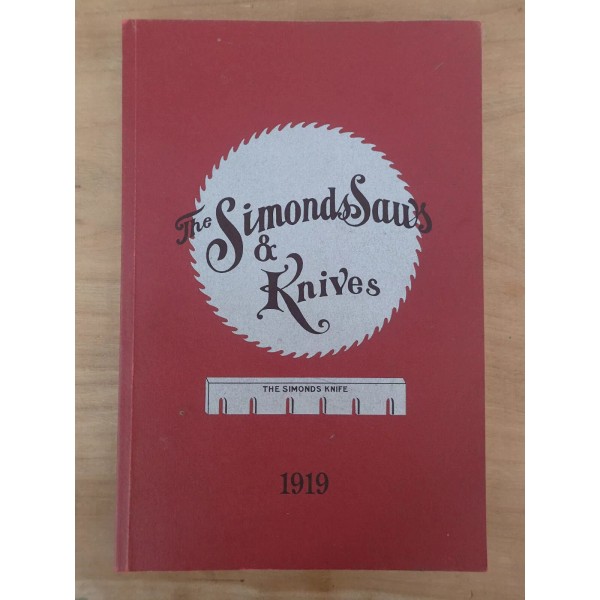 The Simonds Saws
&
Knives
THE SIMONDS KNIFE
1919